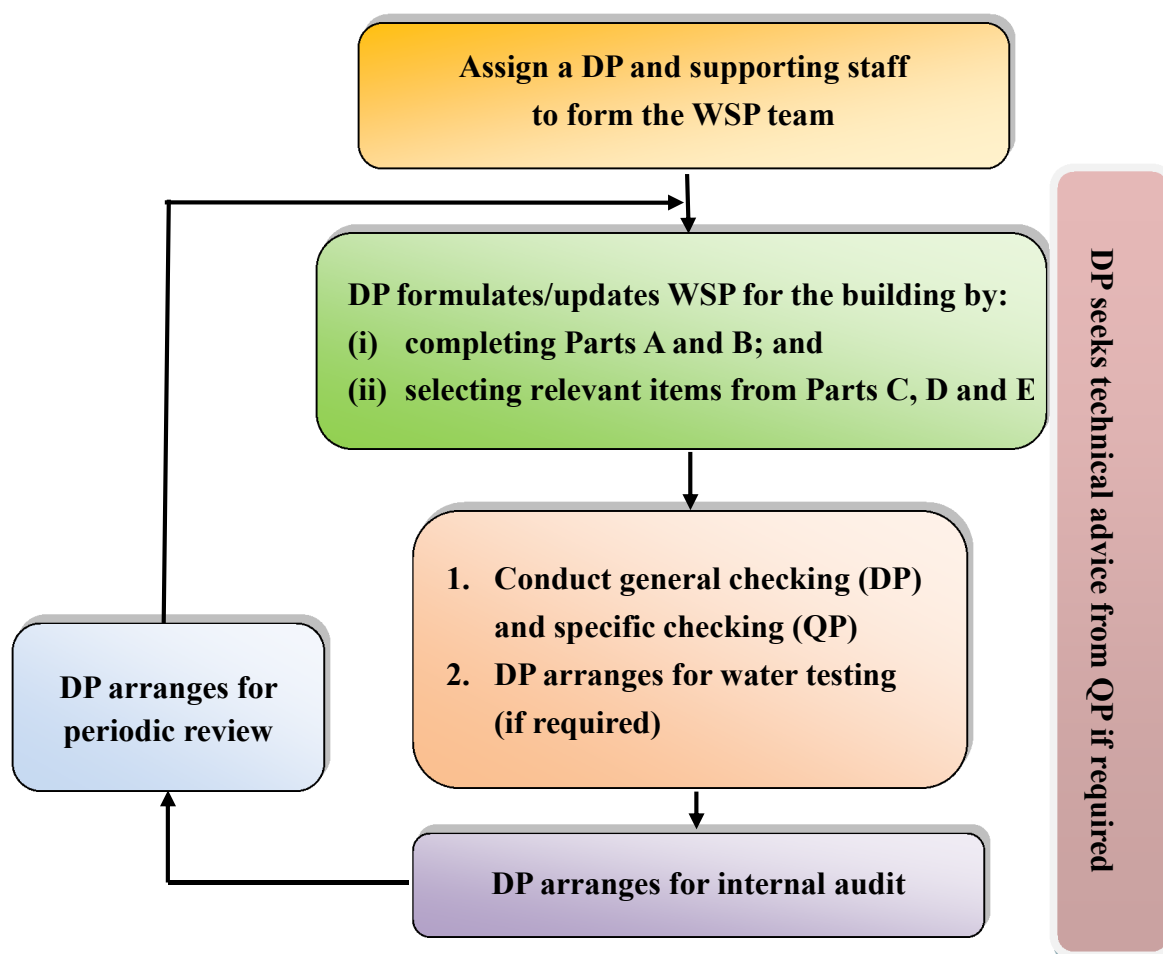 Assign a DP and supporting staff
to form the WSP team
DP formulates/updates WSP for the building by:
(i) completing Parts A and B; and
(ii) selecting relevant items from Parts C, D and E
1. Conduct general checking (DP)
and specific checking (QP)
2. DP arranges for water testing
(if required)
DP arranges for
periodic review
DP arranges for internal audit
DP seeks technical advice from QP if required